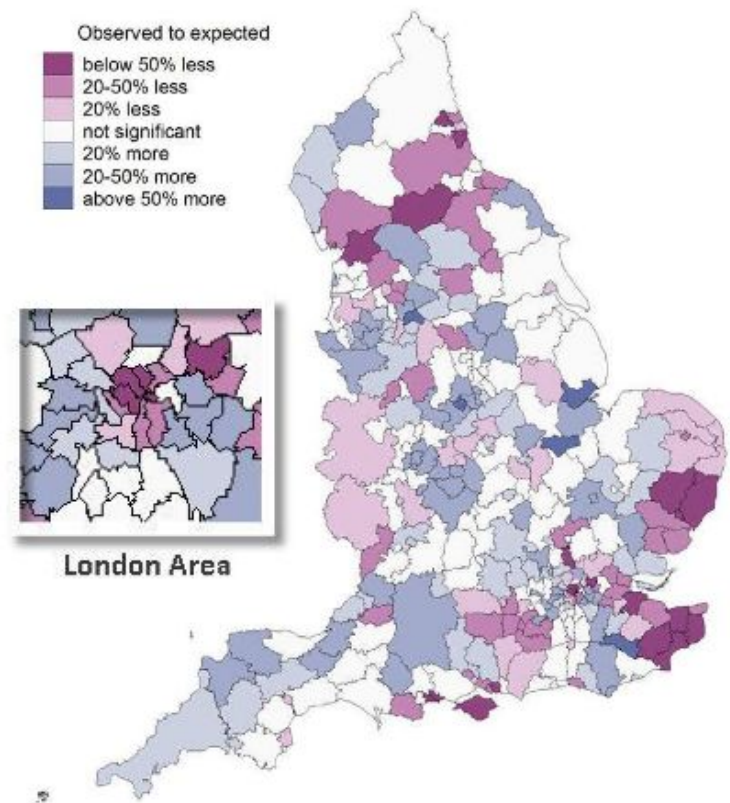 Observed to expected
below 50% less
20-50% less
20% less
not significant
20% more
20-50% more
above 50% more
London Area